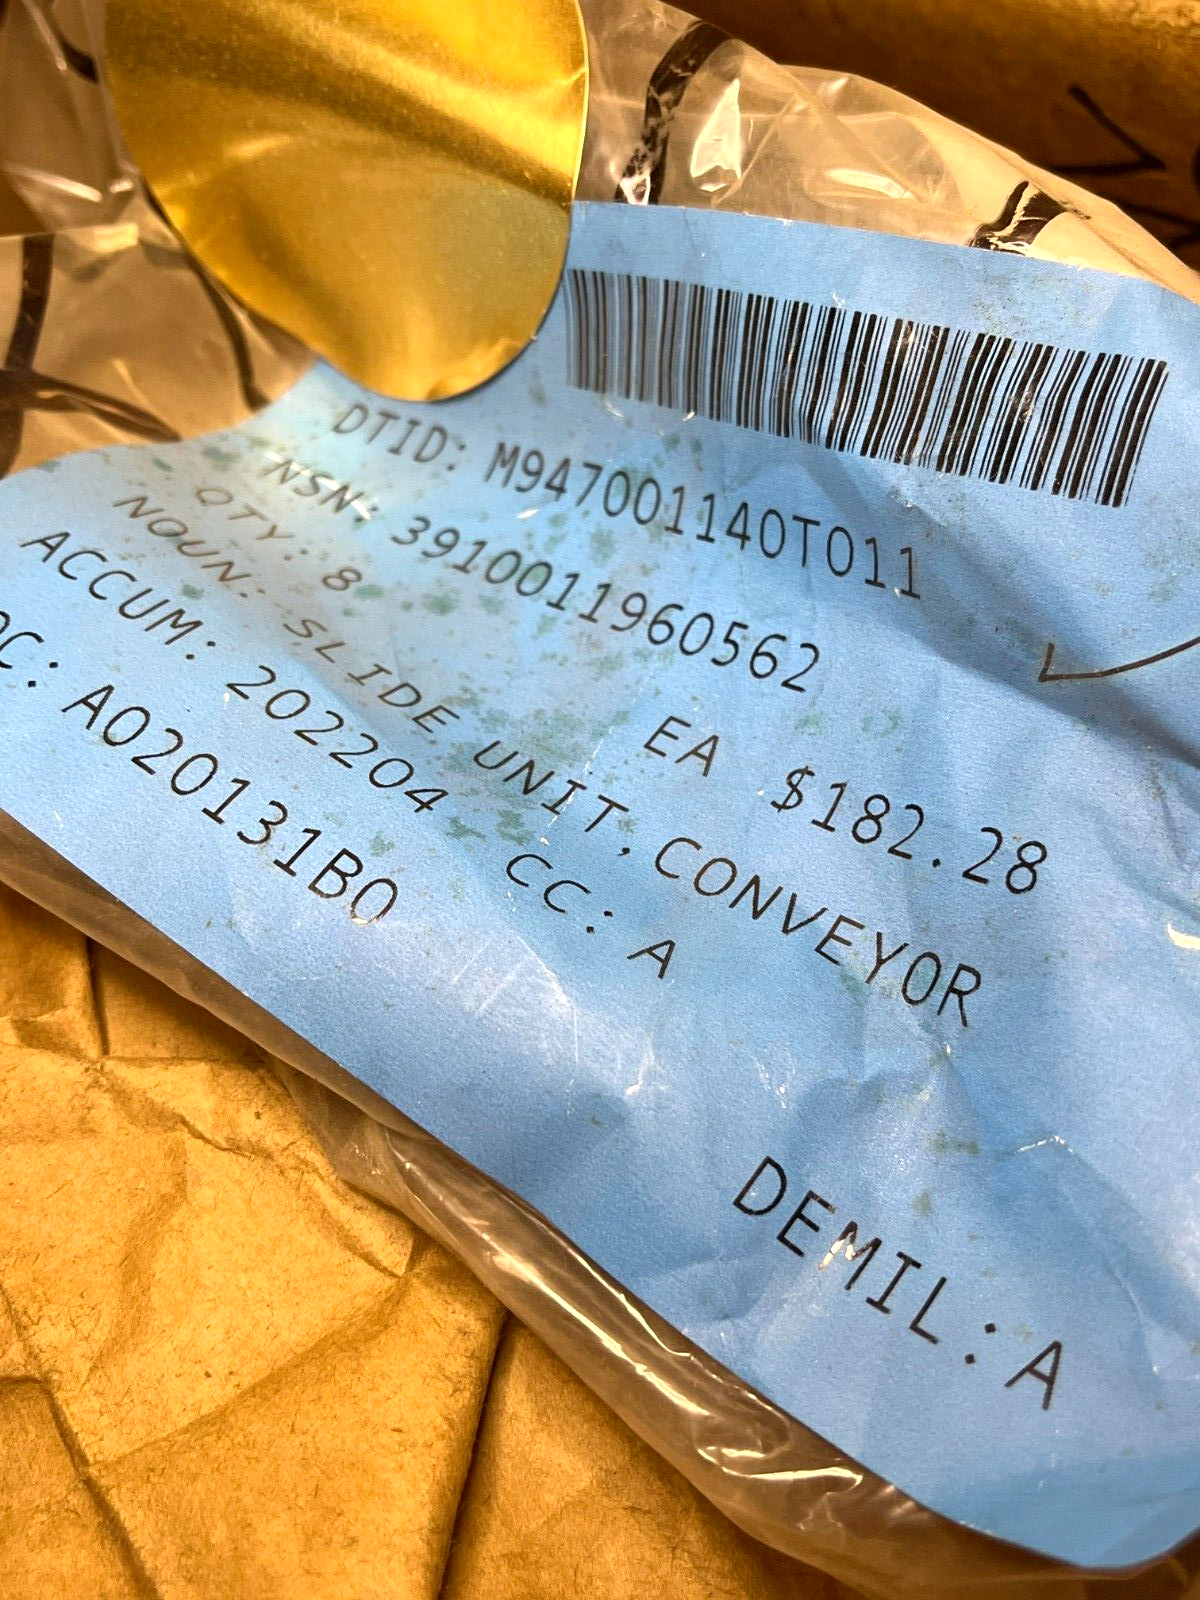 DTID: M947001140T011
NSN: 3910011960562
QTY: 8 EA $182.28
NOUN: SLIDE UNIT, CONVEYOR
ACCUM: 202204 CC: A
A020131B0
DEMIL: A